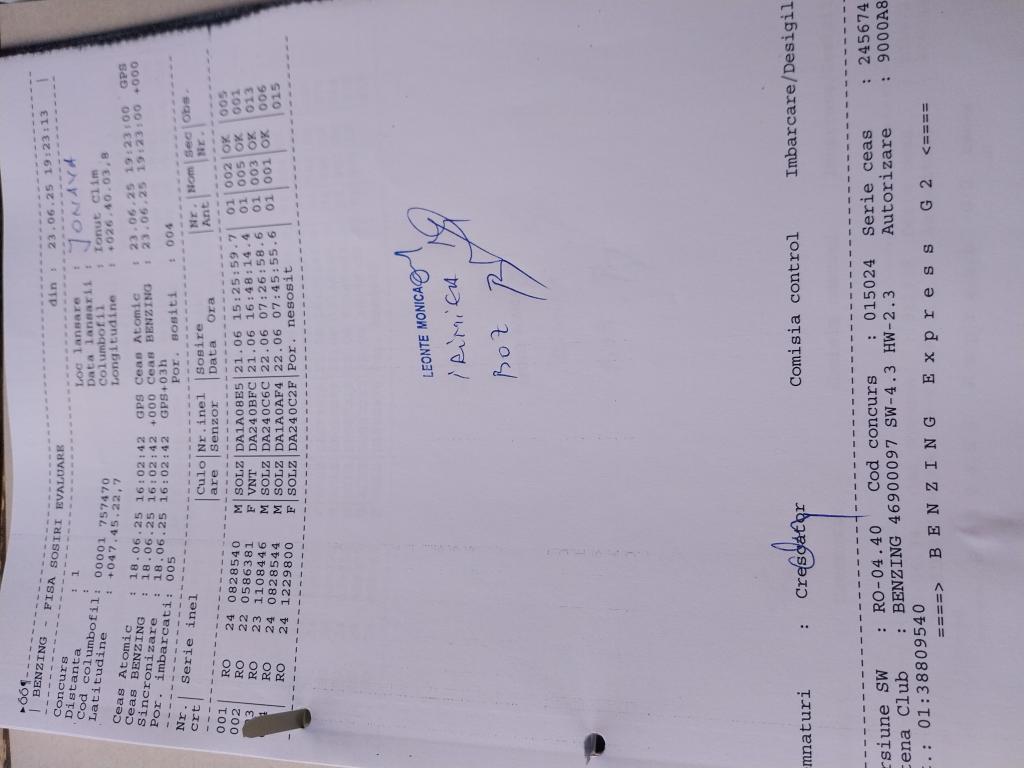 ▸óó¶
| BENZING - FISA SOSIRI EVALUARE din : 23.06.25 19:23:13 |
Concurs : 1 Loc lansare : JONAVA
Distanta : Data lansarii :
Cod columbofil: 00001 757470 Columbofil : Ionut Clim
Latitudine : +047.45.22,7 Longitudine : +026.40.03,8
Ceas Atomic : 18.06.25 16:02:42 GPS Ceas Atomic : 23.06.25 19:23:00 GPS
Ceas BENZING : 18.06.25 16:02:42 +000 Ceas BENZING : 23.06.25 19:23:00 +000
Sincronizare : 18.06.25 16:02:42 GPS+03h
Por. imbarcati: 005 Por. sositi : 004
Nr. | Serie inel |Culo|Nr inel |Sosire |Nr.|Nom|Sec|Obs.
crt | |are |Senzor |Data Ora |Ant| |Nr.|
001| RO 24 0828540 M|SOLZ|DA1A08E5|21.06 15:25:59.7|01|002|OK |005
002| RO 22 0586381 F|VNT |DA240BFC|21.06 16:48:14.4|01|005|OK |001
3| RO 23 1108446 M|SOLZ|DA240C6C|22.06 07:26:58.6|01|003|OK |013
RO 24 0828544 M|SOLZ|DA1A0AF4|22.06 07:45:55.6|01|001|OK |006
RO 24 1229800 F|SOLZ|DA240C2F|Por. nesosit | | |015
LEONTE MONICA
BOZ
mnaturi : Crescator Comisia control Imbarcare/Desigil
rsiune SW : RO-04.40 Cod concurs : 015024 Serie ceas : 245674
tena Club : BENZING 46900097 SW-4.3 HW-2.3 Autorizare : 9000A8
.: 01:38809540
====> B E N Z I N G E x p r e s s G 2 <====